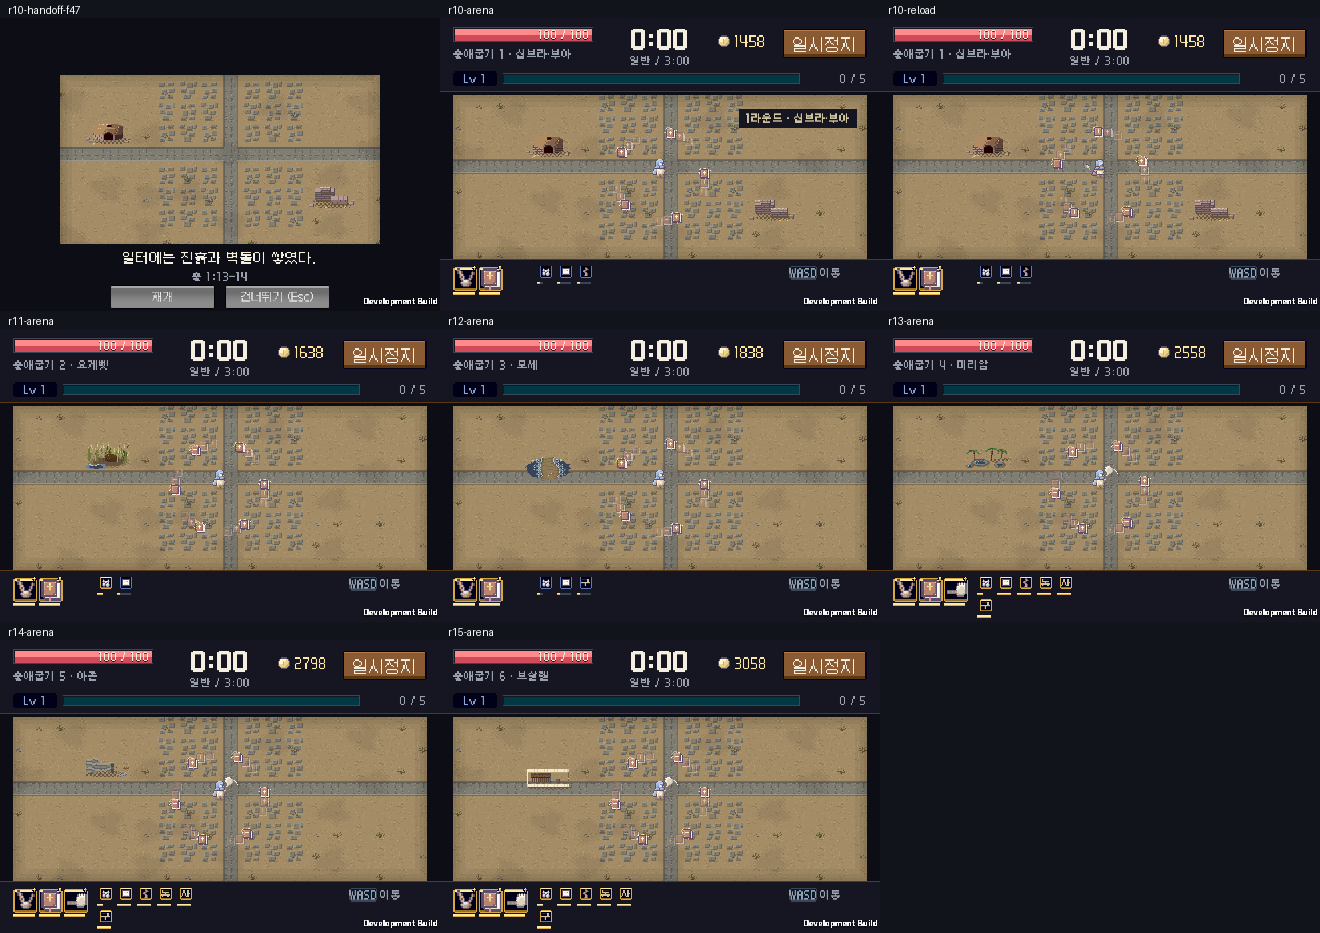 r10-handoff-f47
일터에는 진흙과 벽돌이 쌓였다.
출 1:13-14
재개
건너뛰기 (Esc)
Development Build
r10-arena
100 / 100
0:00
1458
일시정지
출애굽기 1 · 십브라·부아
일반 / 3:00
Lv 1
0 / 5
1라운드 · 십브라·부아
WASD 이동
Development Build
r10-reload
100 / 100
0:00
1458
일시정지
출애굽기 1 · 십브라·부아
일반 / 3:00
Lv 1
0 / 5
WASD 이동
Development Build
r11-arena
100 / 100
0:00
1638
일시정지
출애굽기 2 · 요게벳
일반 / 3:00
Lv 1
0 / 5
WASD 이동
Development Build
r12-arena
100 / 100
0:00
1838
일시정지
출애굽기 3 · 모세
일반 / 3:00
Lv 1
0 / 5
WASD 이동
Development Build
r13-arena
100 / 100
0:00
2558
일시정지
출애굽기 4 · 미리암
일반 / 3:00
Lv 1
0 / 5
WASD 이동
Development Build
r14-arena
100 / 100
0:00
2798
일시정지
출애굽기 5 · 아론
일반 / 3:00
Lv 1
0 / 5
WASD 이동
Development Build
r15-arena
100 / 100
0:00
3058
일시정지
출애굽기 6 · 브살렐
일반 / 3:00
Lv 1
0 / 5
WASD 이동
Development Build